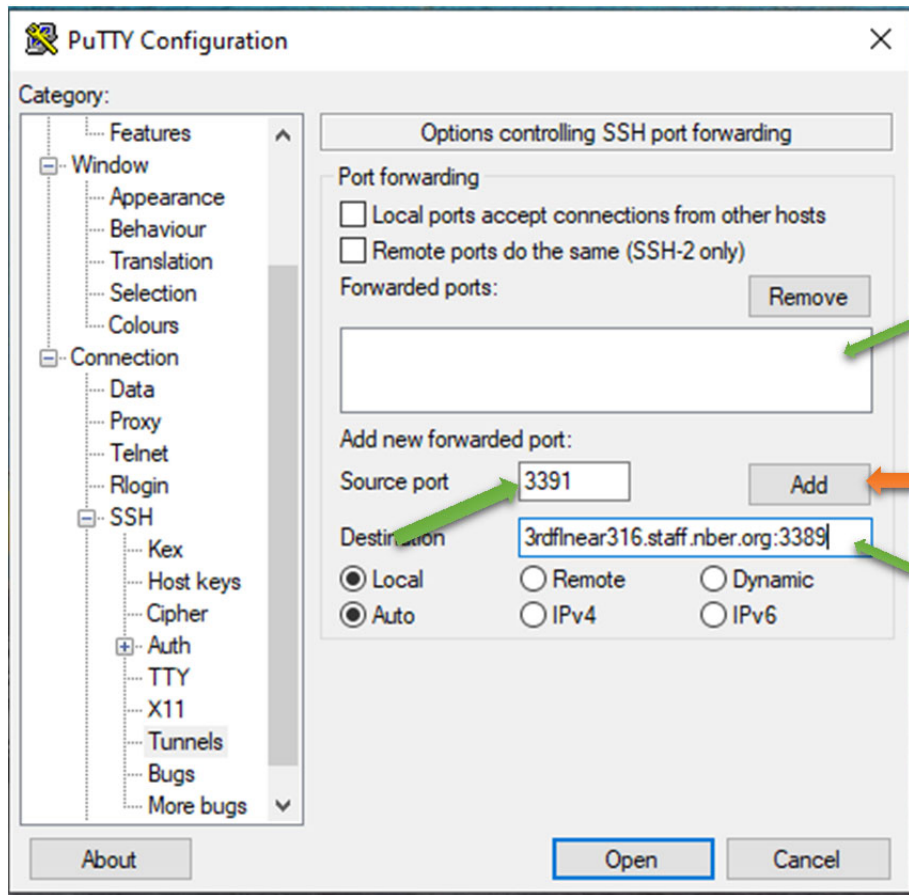 PuTTY Configuration
Category:
Features
Window
Appearance
Behaviour
Translation
Selection
Colours
Connection
Data
Proxy
Telnet
Rlogin
SSH
Kex
Host keys
Cipher
Auth
TTY
X11
Tunnels
Bugs
More bugs
Options controlling SSH port forwarding
Port forwarding
Local ports accept connections from other hosts
Remote ports do the same (SSH-2 only)
Forwarded ports:
Remove
Add new forwarded port:
Source port 3391 Add
Destination 3rdflnear316.staff.nber.org:3389
Local Remote Dynamic
Auto IPv4 IPv6
About Open Cancel